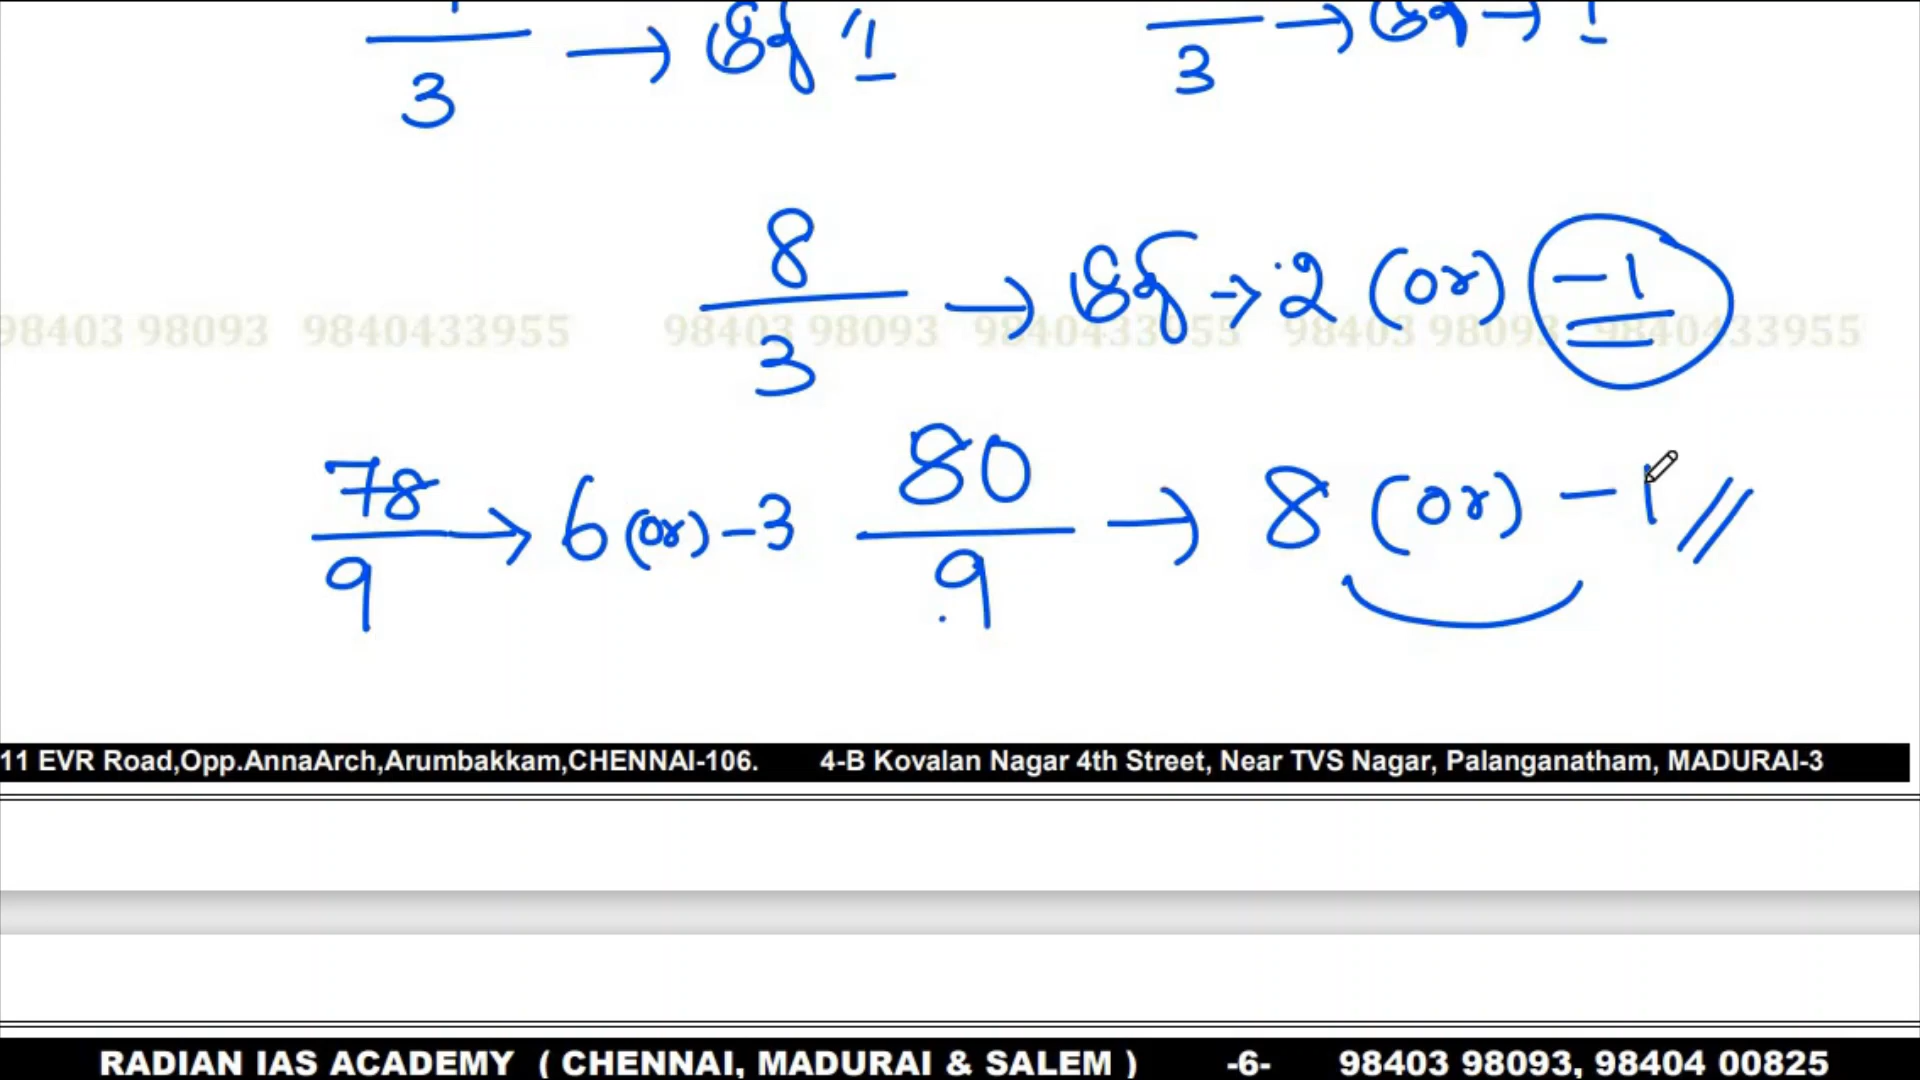 3 → மீதி 1
3 → மீதி → 1
8/3 → மீதி → 2 (or) -1
98403 98093 9840433955 98403 98093 9840433955 98403 98093 9840433955
78/9 → 6 (or) -3 80/9 → 8 (or) -1 //
11 EVR Road,Opp.AnnaArch,Arumbakkam,CHENNAI-106. 4-B Kovalan Nagar 4th Street, Near TVS Nagar, Palanganatham, MADURAI-3
RADIAN IAS ACADEMY ( CHENNAI, MADURAI & SALEM ) -6- 98403 98093, 98404 00825